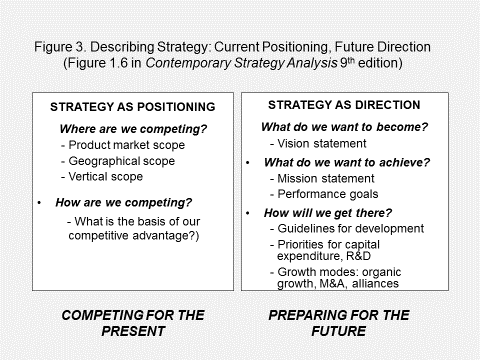 Figure 3. Describing Strategy: Current Positioning, Future Direction
(Figure 1.6 in Contemporary Strategy Analysis 9th edition)
STRATEGY AS POSITIONING
Where are we competing?
- Product market scope
- Geographical scope
- Vertical scope
• How are we competing?
- What is the basis of our
competitive advantage?)
COMPETING FOR THE
PRESENT
STRATEGY AS DIRECTION
What do we want to become?
- Vision statement
• What do we want to achieve?
- Mission statement
- Performance goals
• How will we get there?
- Guidelines for development
- Priorities for capital
expenditure, R&D
- Growth modes: organic
growth, M&A, alliances
PREPARING FOR THE
FUTURE